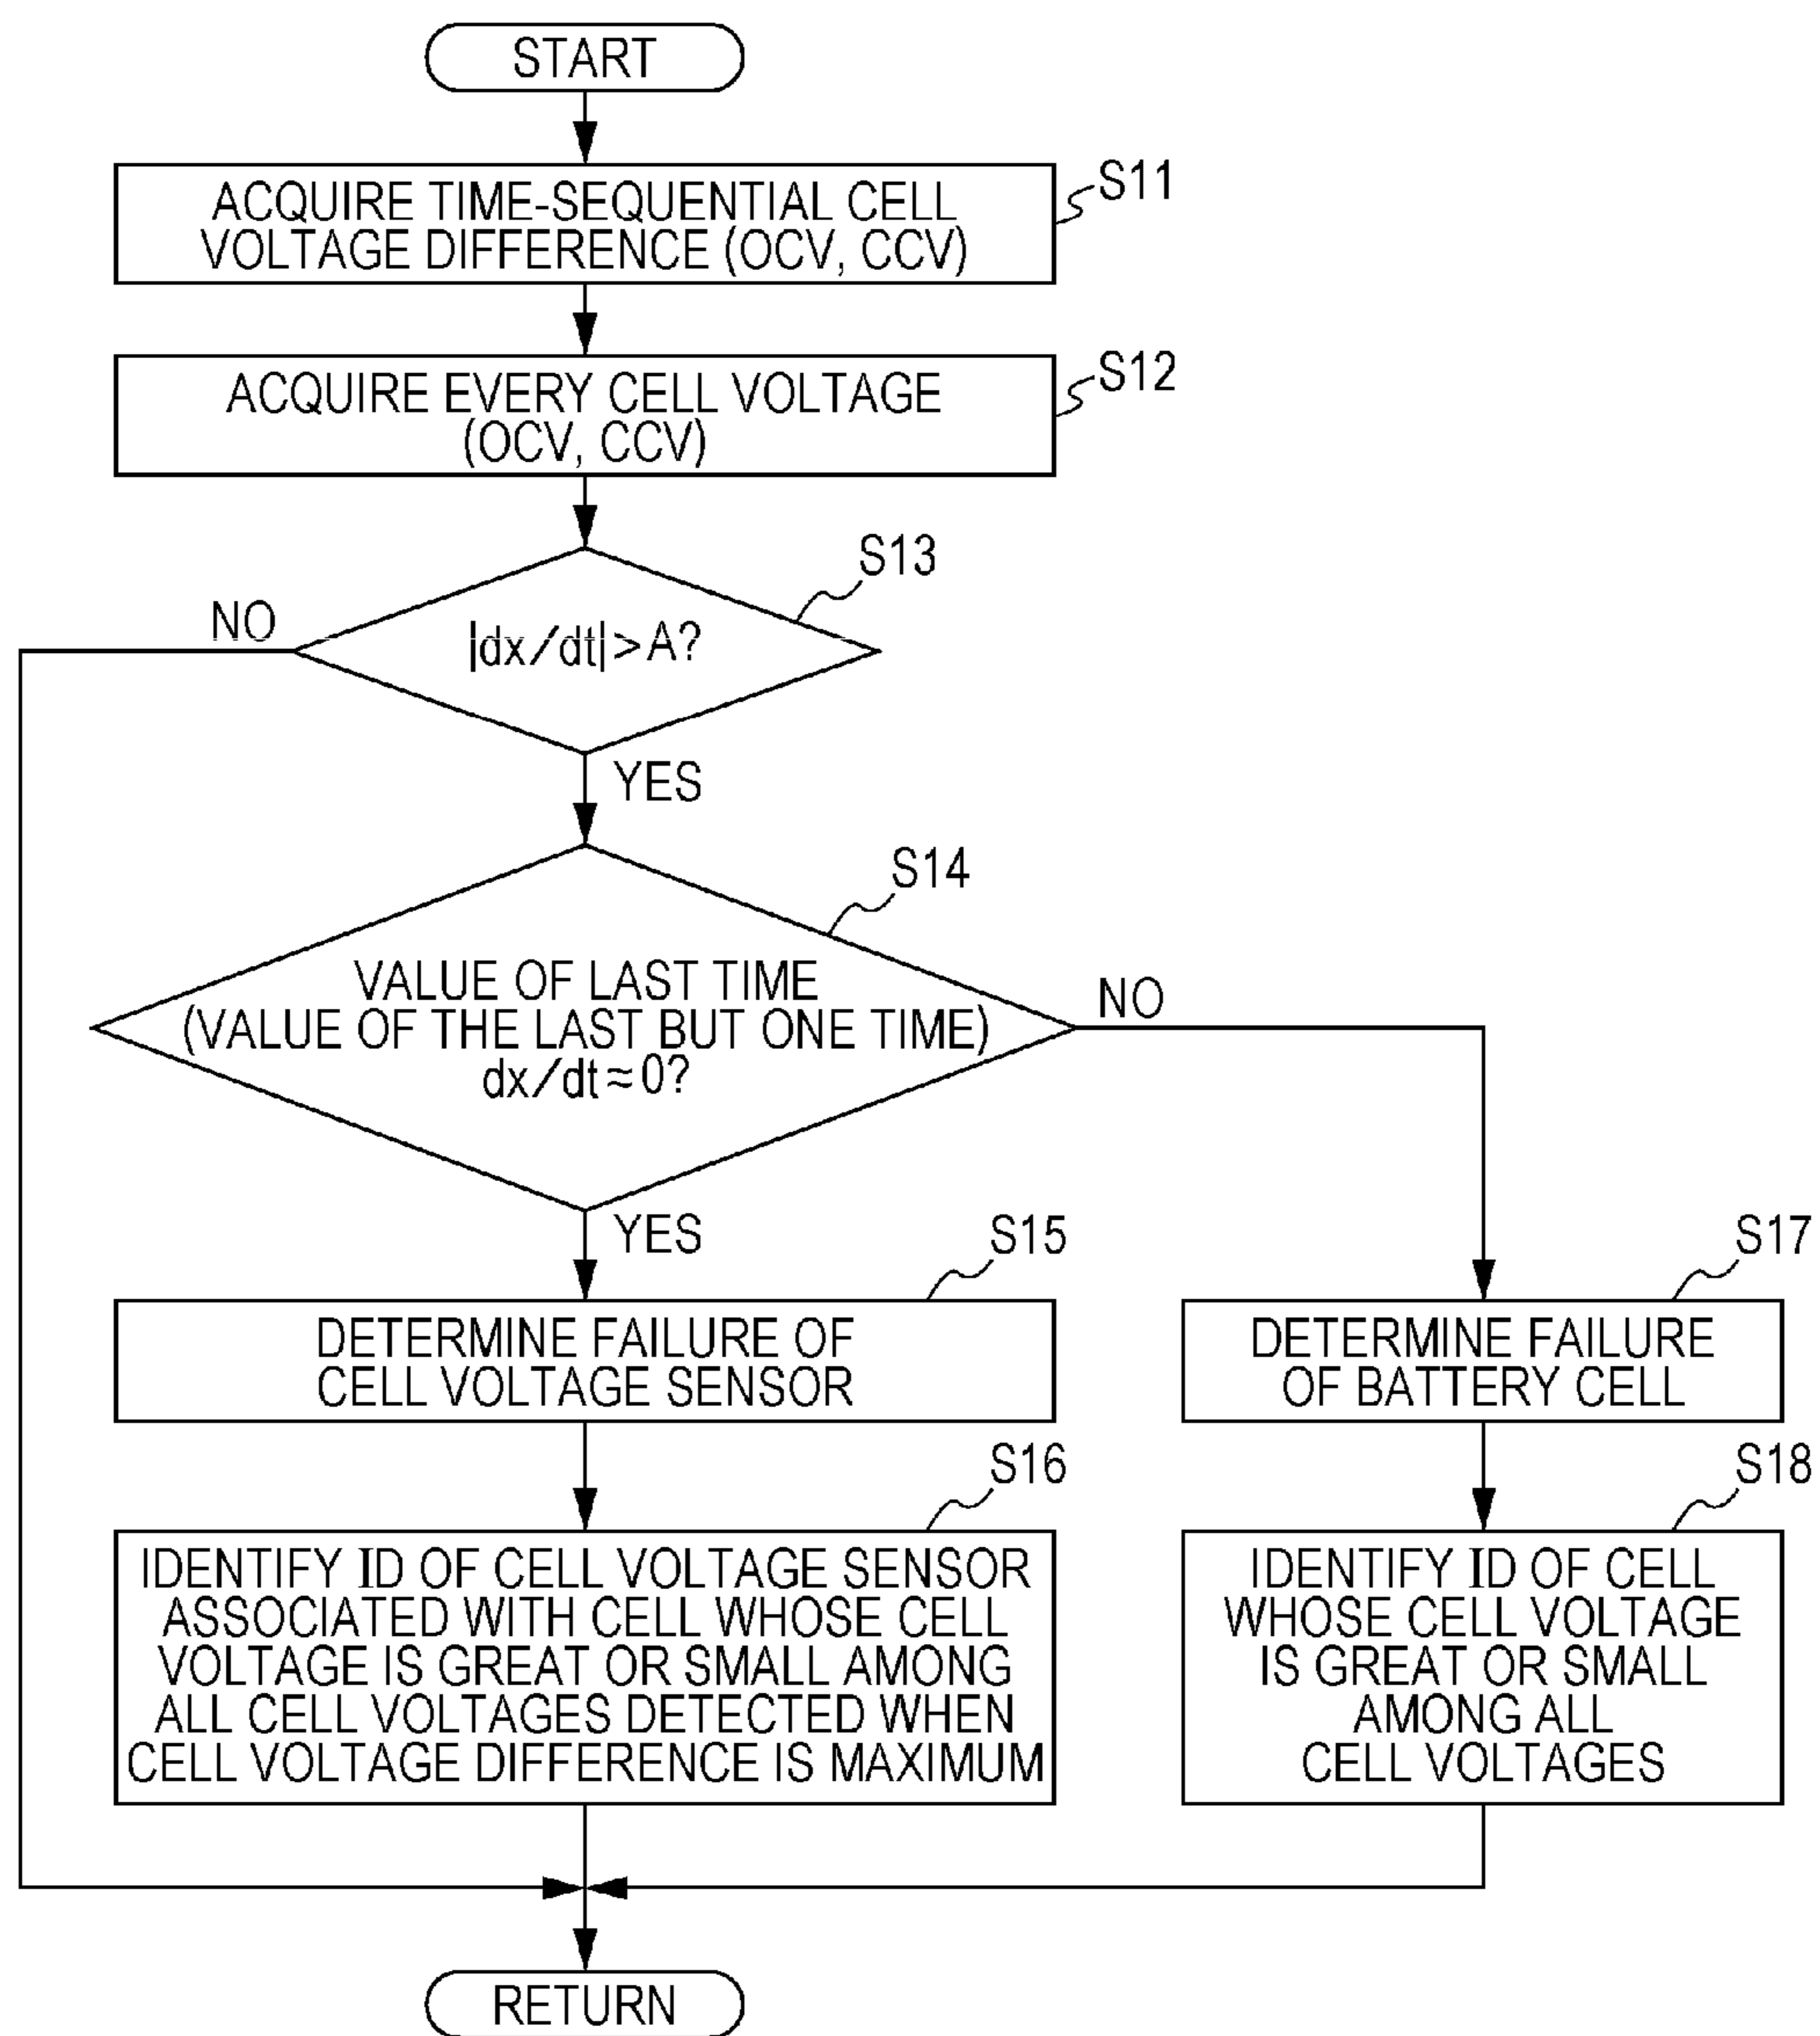 START
ACQUIRE TIME-SEQUENTIAL CELL
VOLTAGE DIFFERENCE (OCV, CCV)
S11
ACQUIRE EVERY CELL VOLTAGE
(OCV, CCV)
S12
S13
NO
|dx/dt|>A?
YES
S14
VALUE OF LAST TIME
(VALUE OF THE LAST BUT ONE TIME)
dx/dt≈0?
NO
YES
S15
DETERMINE FAILURE OF
CELL VOLTAGE SENSOR
S17
DETERMINE FAILURE
OF BATTERY CELL
S16
IDENTIFY ID OF CELL VOLTAGE SENSOR
ASSOCIATED WITH CELL WHOSE CELL
VOLTAGE IS GREAT OR SMALL AMONG
ALL CELL VOLTAGES DETECTED WHEN
CELL VOLTAGE DIFFERENCE IS MAXIMUM
S18
IDENTIFY ID OF CELL
WHOSE CELL VOLTAGE
IS GREAT OR SMALL
AMONG ALL
CELL VOLTAGES
RETURN